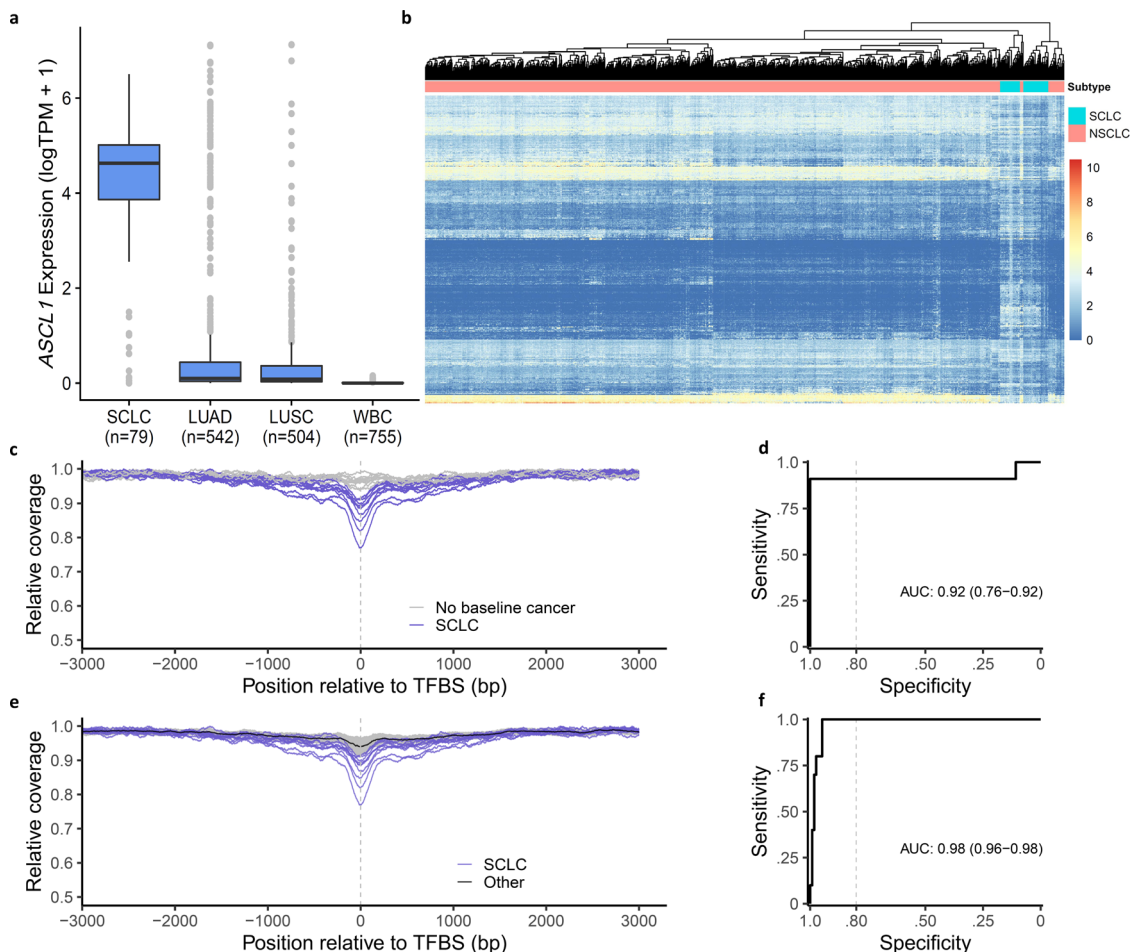 a
ASCL1 Expression (logTPM + 1)
6
4
2
0
SCLC LUAD LUSC WBC
(n=79) (n=542) (n=504) (n=755)
b
Subtype
SCLC
NSCLC
10
8
6
4
2
0
c
Relative coverage
1.0
0.9
0.8
0.7
0.6
0.5
No baseline cancer
SCLC
−3000 −2000 −1000 0 1000 2000 3000
Position relative to TFBS (bp)
d
Sensitivity
1.0
.75
.50
.25
0
AUC: 0.92 (0.76−0.92)
1.0 .80 .50 .25 0
Specificity
e
Relative coverage
1.0
0.9
0.8
0.7
0.6
0.5
SCLC
Other
−3000 −2000 −1000 0 1000 2000 3000
Position relative to TFBS (bp)
f
Sensitivity
1.0
.75
.50
.25
0
AUC: 0.98 (0.96−0.98)
1.0 .80 .50 .25 0
Specificity